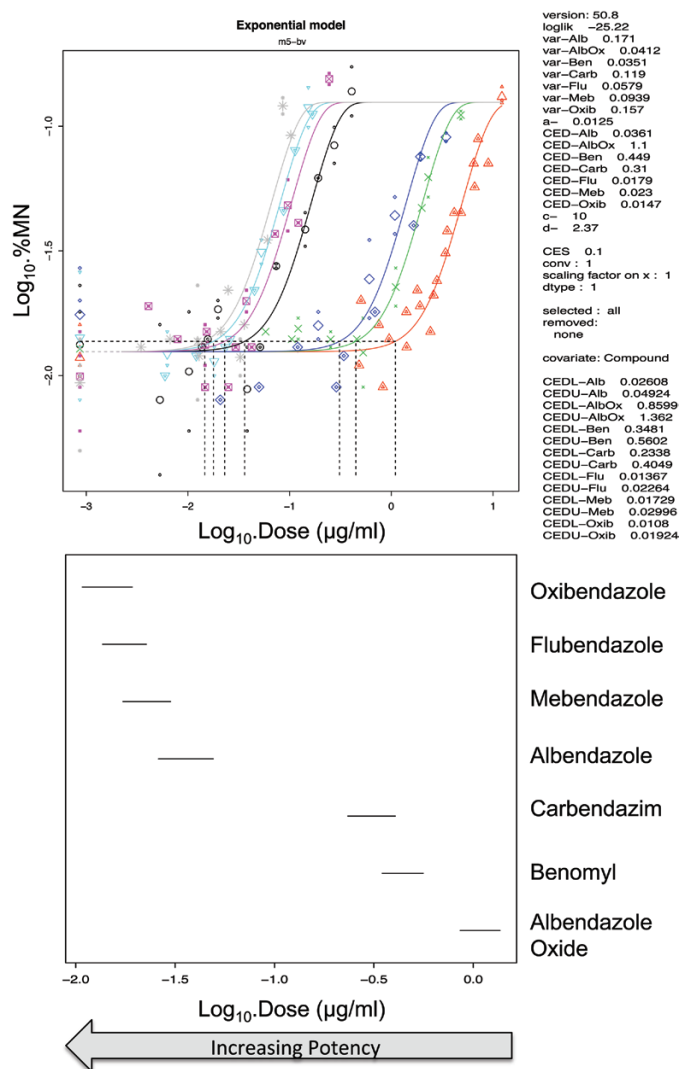 Exponential model
m5-bv
Log10.%MN
-1.0
-1.5
-2.0
-3
-2
-1
0
1
Log10.Dose (µg/ml)
version: 50.8
loglik -25.22
var-Alb 0.171
var-AlbOx 0.0412
var-Ben 0.0351
var-Carb 0.119
var-Flu 0.0579
var-Meb 0.0939
var-Oxib 0.157
a- 0.0125
CED-Alb 0.0361
CED-AlbOx 1.1
CED-Ben 0.449
CED-Carb 0.31
CED-Flu 0.0179
CED-Meb 0.023
CED-Oxib 0.0147
c- 10
d- 2.37
CES 0.1
conv : 1
scaling factor on x : 1
dtype : 1
selected : all
removed:
none
covariate: Compound
CEDL-Alb 0.02608
CEDU-Alb 0.04924
CEDL-AlbOx 0.8599
CEDU-AlbOx 1.362
CEDL-Ben 0.3481
CEDU-Ben 0.5602
CEDL-Carb 0.2338
CEDU-Carb 0.4049
CEDL-Flu 0.01367
CEDU-Flu 0.02264
CEDL-Meb 0.01729
CEDU-Meb 0.02996
CEDL-Oxib 0.0108
CEDU-Oxib 0.01924
Oxibendazole
Flubendazole
Mebendazole
Albendazole
Carbendazim
Benomyl
Albendazole
Oxide
-2.0
-1.5
-1.0
-0.5
0.0
Log10.Dose (µg/ml)
Increasing Potency